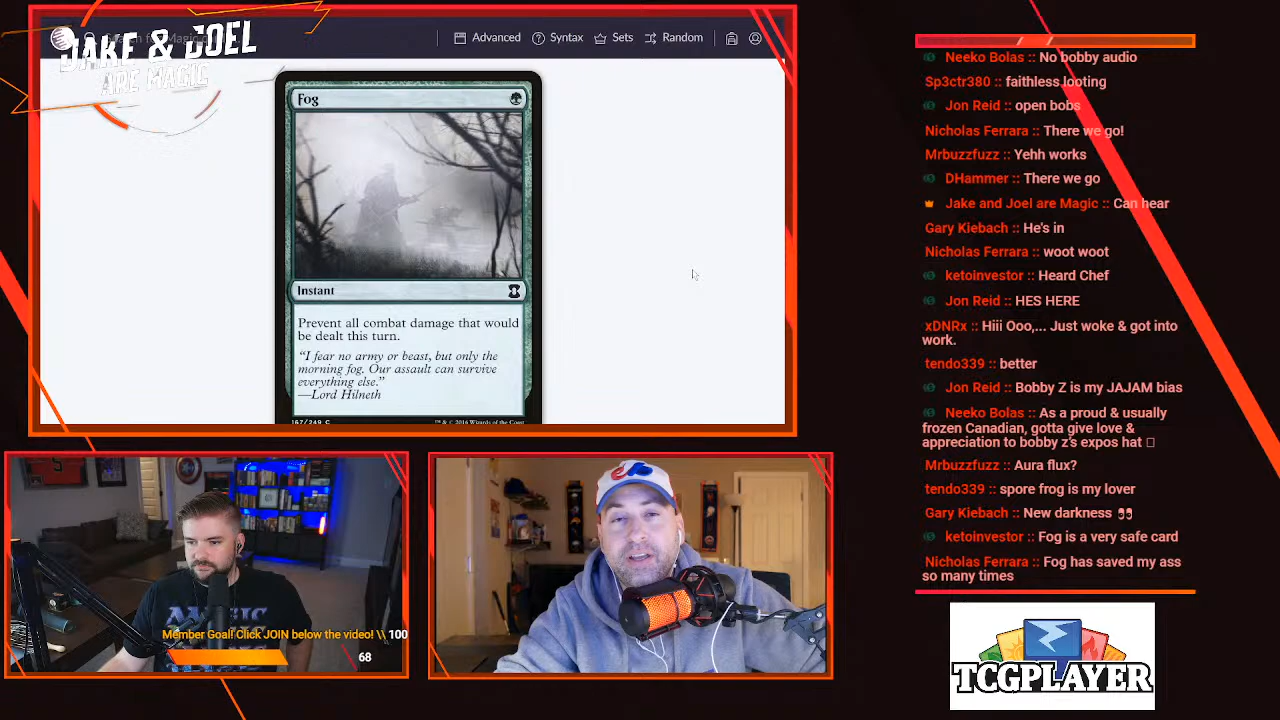 JAKE & JOEL
ARE MAGIC
Advanced
Syntax
Sets
Random
Fog
Instant
Prevent all combat damage that would
be dealt this turn.
“I fear no army or beast, but only the
morning fog. Our assault can survive
everything else.”
—Lord Hilneth
167/249 C
™ & © 2016 Wizards of the Coast
Member Goal! Click JOIN below the video! \\ 100
68
Neeko Bolas :: No bobby audio
Sp3ctr380 :: faithless looting
Jon Reid :: open bobs
Nicholas Ferrara :: There we go!
Mrbuzzfuzz :: Yehh works
DHammer :: There we go
Jake and Joel are Magic :: Can hear
Gary Kiebach :: He's in
Nicholas Ferrara :: woot woot
ketoinvestor :: Heard Chef
Jon Reid :: HES HERE
xDNRx :: Hiii Ooo,... Just woke & got into
work.
tendo339 :: better
Jon Reid :: Bobby Z is my JAJAM bias
Neeko Bolas :: As a proud & usually
frozen Canadian, gotta give love &
appreciation to bobby z's expos hat
Mrbuzzfuzz :: Aura flux?
tendo339 :: spore frog is my lover
Gary Kiebach :: New darkness 👀
ketoinvestor :: Fog is a very safe card
Nicholas Ferrara :: Fog has saved my ass
so many times
TCGPLAYER